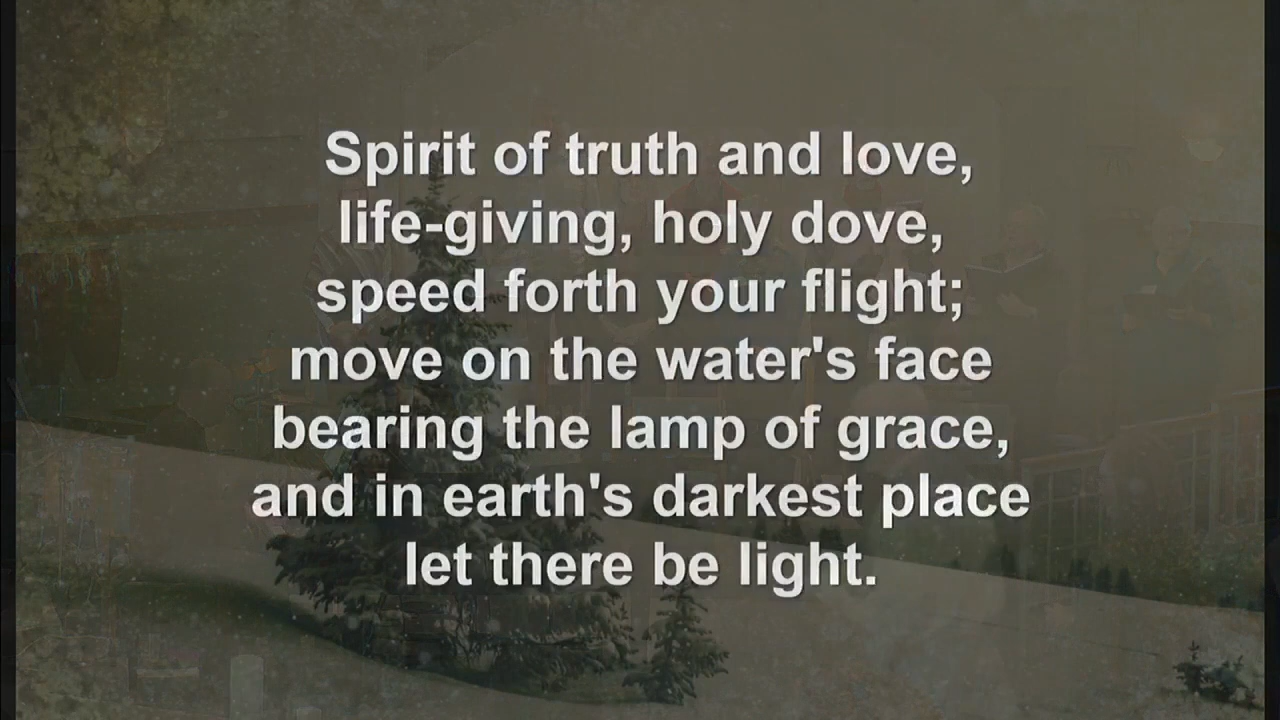 Spirit of truth and love,
life-giving, holy dove,
speed forth your flight;
move on the water's face
bearing the lamp of grace,
and in earth's darkest place
let there be light.